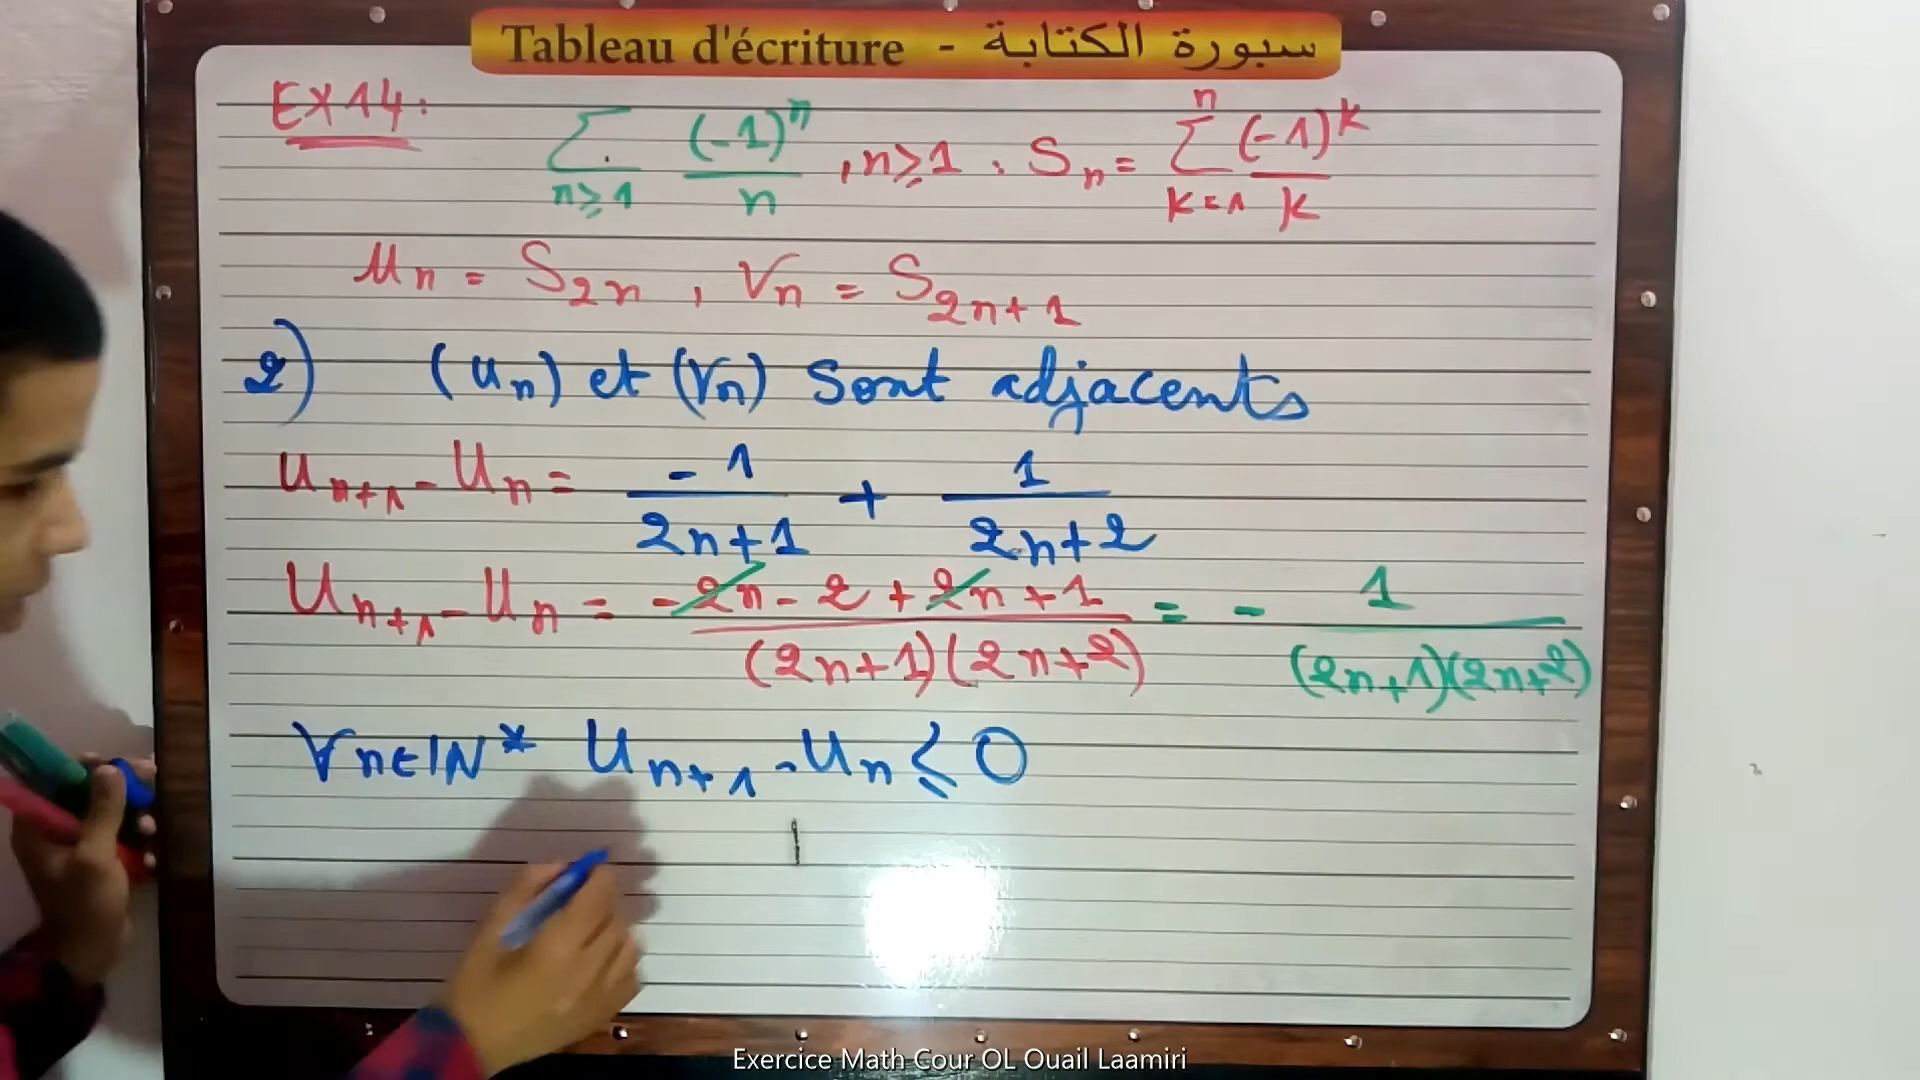 Tableau d'écriture - سبورة الكتابة
EX14:
∑_{n≥1} (-1)^n / n , n≥1 , S_n = ∑_{k=1}^{n} (-1)^k / k
U_n = S_{2n} , V_n = S_{2n+1}
2) (U_n) et (V_n) sont adjacents
U_{n+1} - U_n = -1 / (2n+1) + 1 / (2n+2)
U_{n+1} - U_n = (-2n - 2 + 2n + 1) / ((2n+1)(2n+2)) = - 1 / ((2n+1)(2n+2))
∀n∈IN* U_{n+1} - U_n ≤ 0
Exercice Math Cour OL Ouail Laamiri